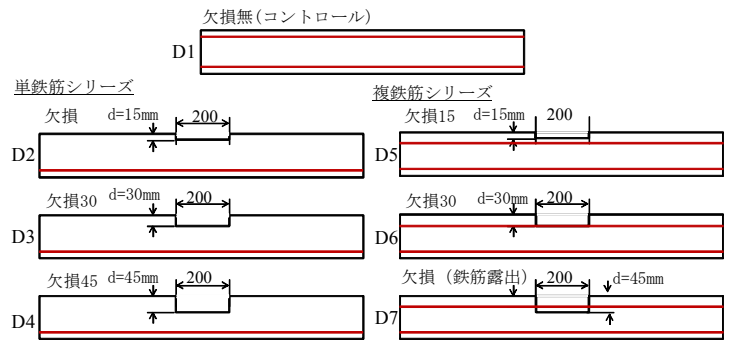 欠損無(コントロール)
D1
単鉄筋シリーズ
欠損 d=15mm 200
D2
欠損30 d=30mm 200
D3
欠損45 d=45mm 200
D4
複鉄筋シリーズ
欠損15 d=15mm 200
D5
欠損30 d=30mm 200
D6
欠損（鉄筋露出） 200 d=45mm
D7